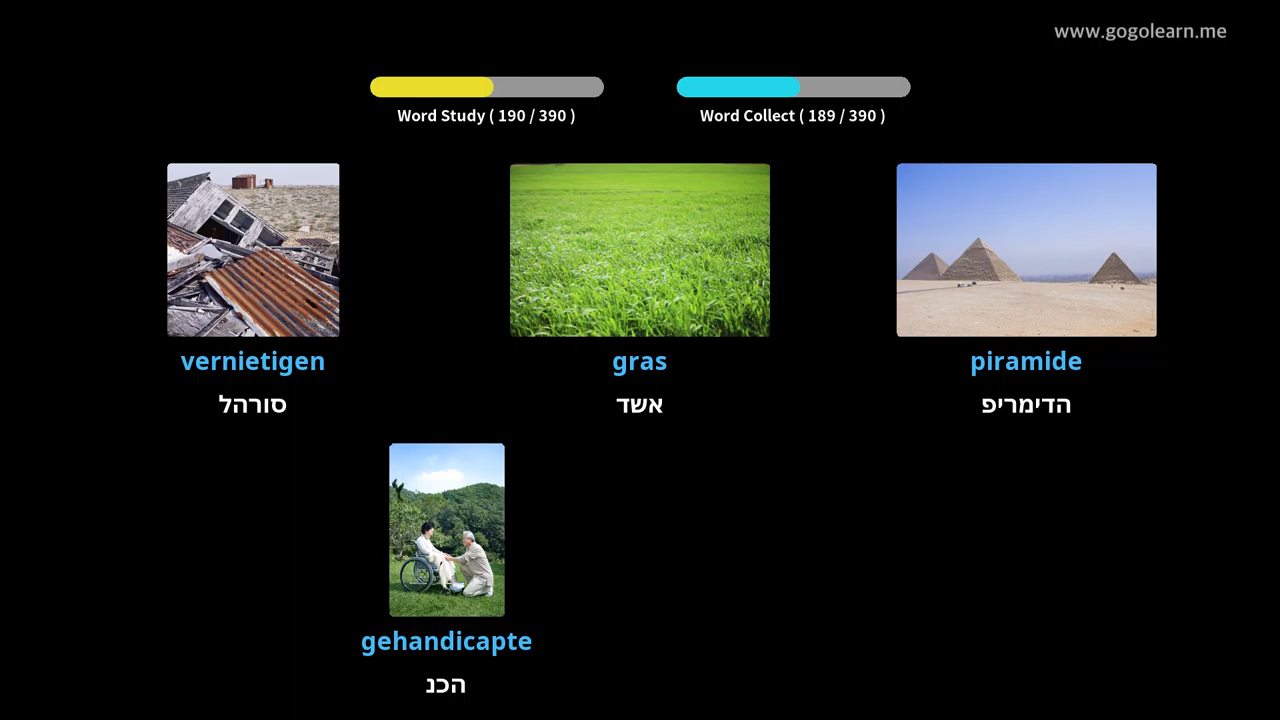 www.gogolearn.me
Word Study ( 190 / 390 )
Word Collect ( 189 / 390 )
vernietigen
סורהל
gras
אשד
piramide
הדימריפ
gehandicapte
הכנ